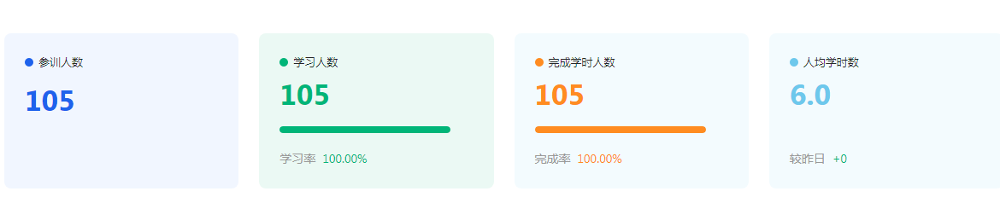 参训人数
105
学习人数
105
学习率 100.00%
完成学时人数
105
完成率 100.00%
人均学时数
6.0
较昨日 +0